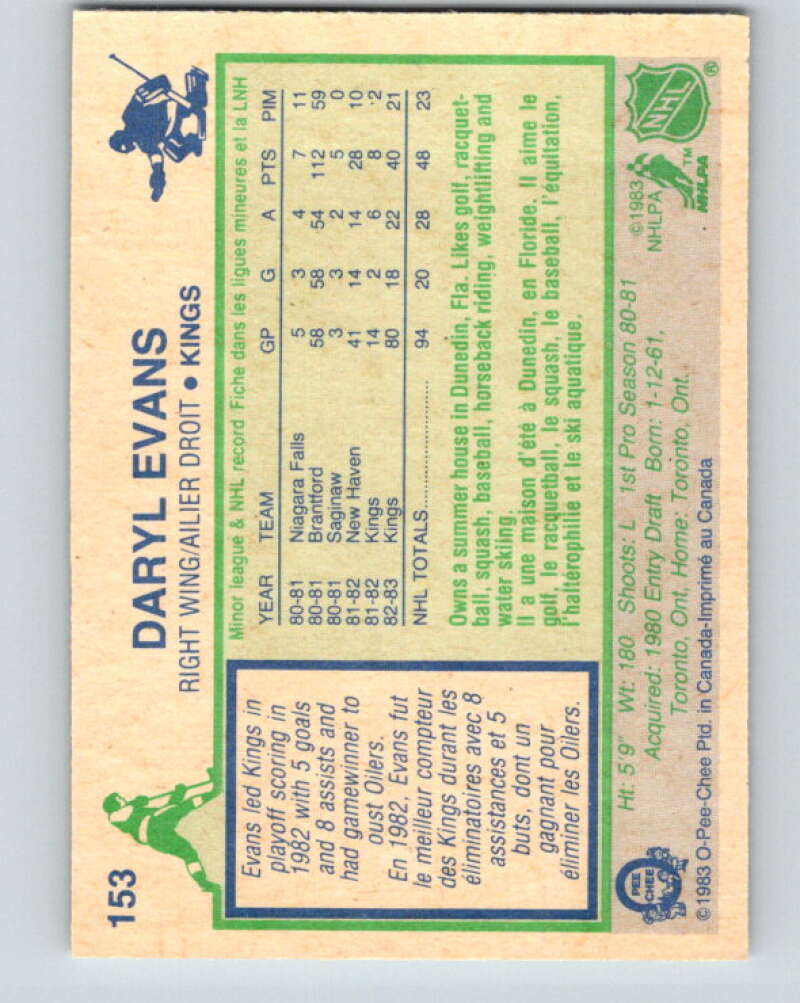 153
DARYL EVANS
RIGHT WING/AILIER DROIT • KINGS
Evans led Kings in
playoff scoring in
1982 with 5 goals
and 8 assists and
had gamewinner to
oust Oilers.
En 1982, Evans fut
le meilleur compteur
des Kings durant les
éliminatoires avec 8
assistances et 5
buts, dont un
gagnant pour
éliminer les Oilers.
Minor league & NHL record Fiche dans les ligues mineures et la LNH
YEAR TEAM GP G A PTS PIM
80-81 Niagara Falls 5 3 4 7 11
80-81 Brantford 58 58 54 112 59
80-81 Saginaw 3 3 2 5 0
81-82 New Haven 41 14 14 28 10
81-82 Kings 14 2 6 8 2
82-83 Kings 80 18 22 40 21
NHL TOTALS 94 20 28 48 23
Owns a summer house in Dunedin, Fla. Likes golf, racquet-
ball, squash, baseball, horseback riding, weightlifting and
water skiing.
Il a une maison d'été à Dunedin, en Floride. Il aime le
golf, le racquetball, le squash, le baseball, l'équitation,
l'haltérophilie et le ski aquatique.
Ht: 5'9" Wt: 180 Shoots: L 1st Pro Season 80-81
Acquired: 1980 Entry Draft Born: 1-12-61,
Toronto, Ont, Home: Toronto, Ont.
©1983
NHLPA
NHLPA™
NHL®
O PEE CHEE
©1983 O-Pee-Chee Ptd. in Canada-Imprimé au Canada